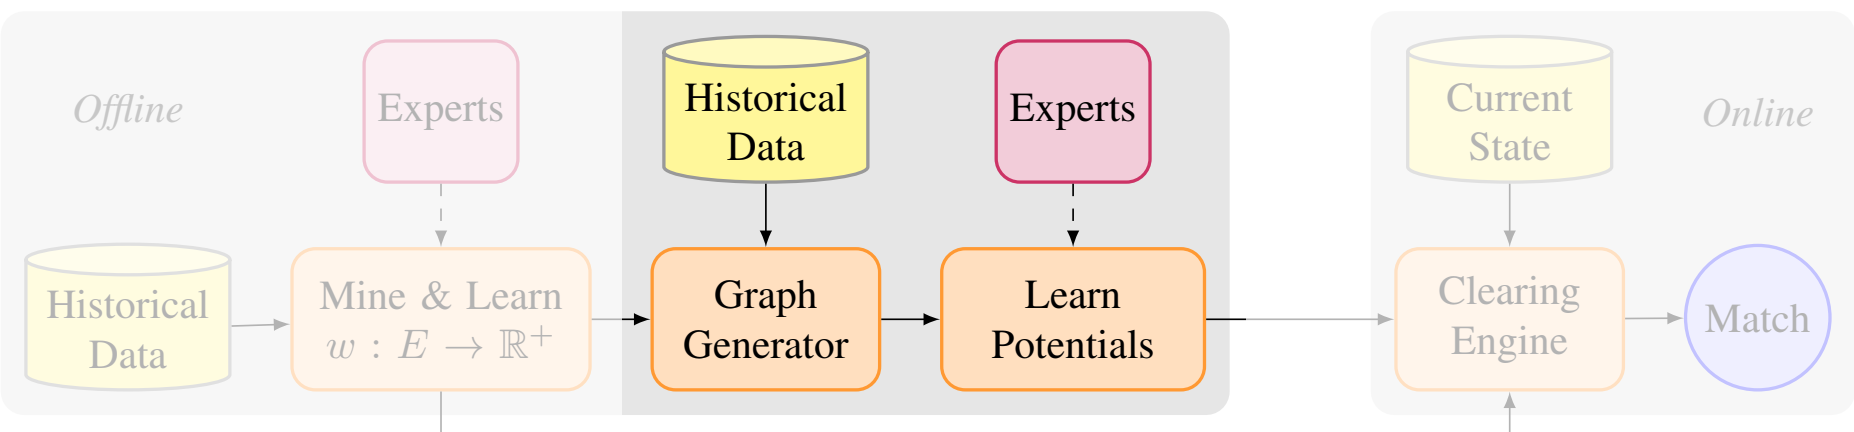 Offline
Experts
Historical
Data
Experts
Current
State
Online
Historical
Data
Mine & Learn
w : E → ℝ⁺
Graph
Generator
Learn
Potentials
Clearing
Engine
Match